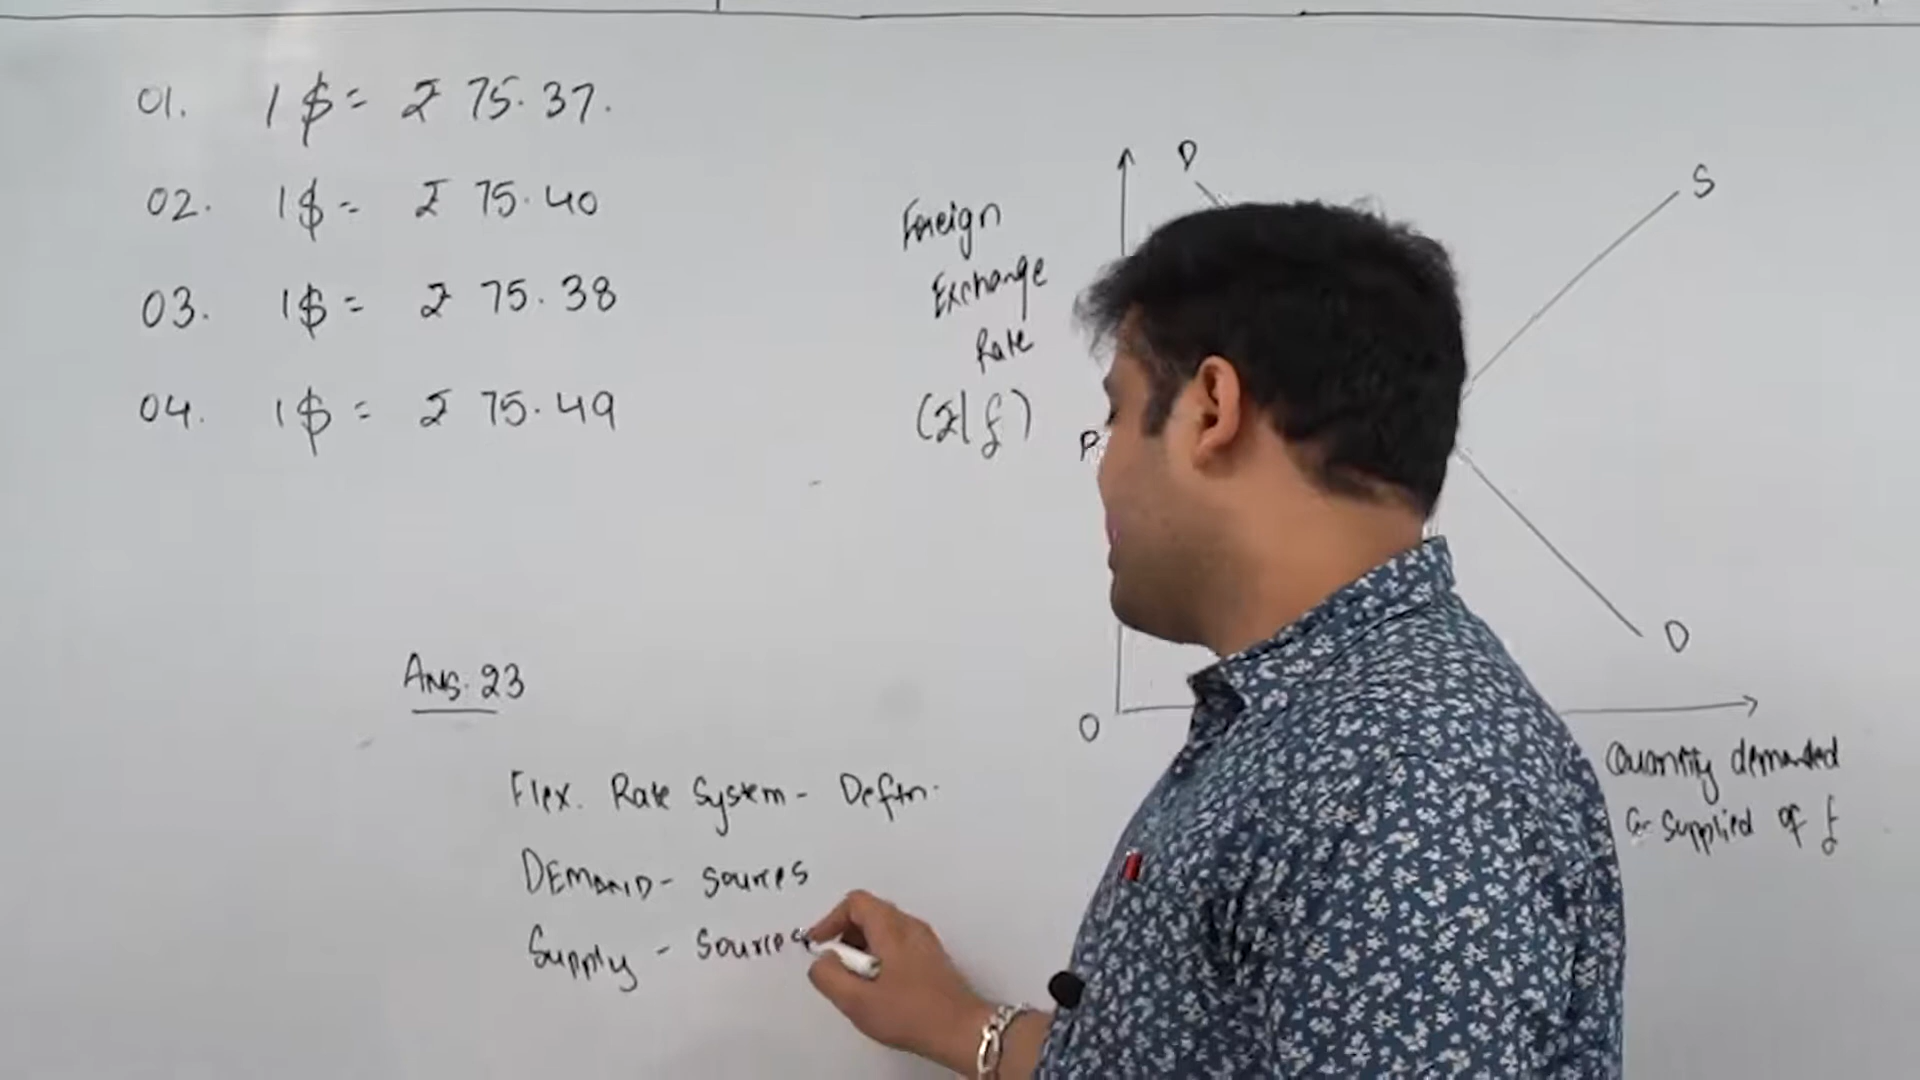 01. 1 $ = ₹ 75.37.
02. 1 $ = ₹ 75.40
03. 1 $ = ₹ 75.38
04. 1 $ = ₹ 75.49
Ans. 23
Flex. Rate System - Deftn.
DEMAND - Sources
Supply - Sources
Foreign
Exchange
Rate
(₹/£)
D
S
D
O
Quantity demanded
& Supplied of £